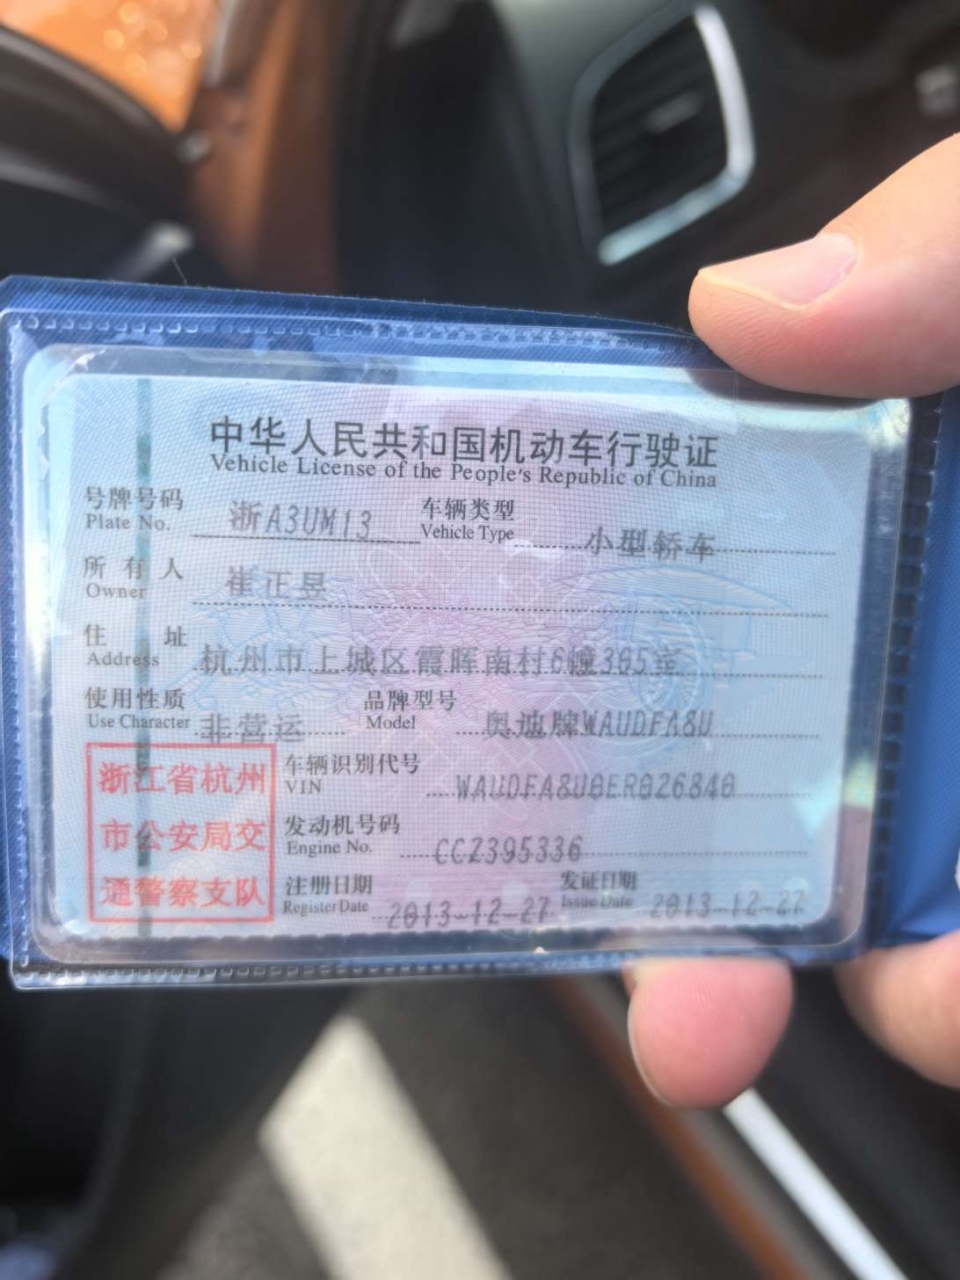 中华人民共和国机动车行驶证
Vehicle License of the People's Republic of China
号牌号码 浙A3UM13 车辆类型 小型轿车
Plate No. Vehicle Type
所有人 崔正昱
Owner
住址 杭州市上城区霞晖南村6幢305室
Address
使用性质 非营运 品牌型号 奥迪牌WAUDFA8U
Use Character Model
浙江省杭州
市公安局交
通警察支队
车辆识别代号 WAUDFA8U0ER026840
VIN
发动机号码 CCZ395336
Engine No.
注册日期 2013-12-27 发证日期 2013-12-27
Register Date Issue Date